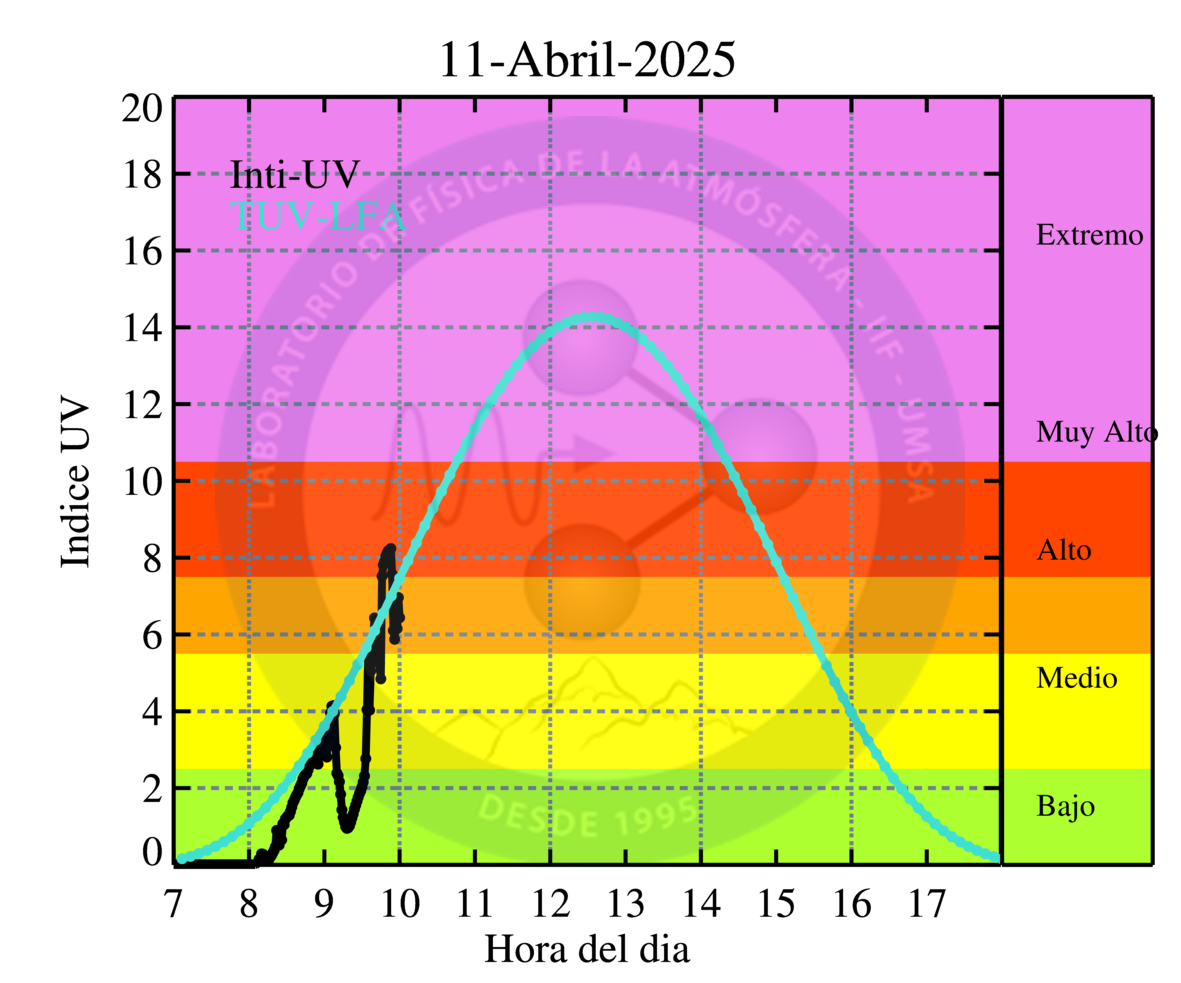 11-Abril-2025
Inti-UV
TUV-LFA
LABORATORIO DE FÍSICA DE LA ATMÓSFERA - IIF - UMSA
DESDE 1995
Indice UV
20
18
16
14
12
10
8
6
4
2
0
7 8 9 10 11 12 13 14 15 16 17
Hora del dia
Extremo
Muy Alto
Alto
Medio
Bajo